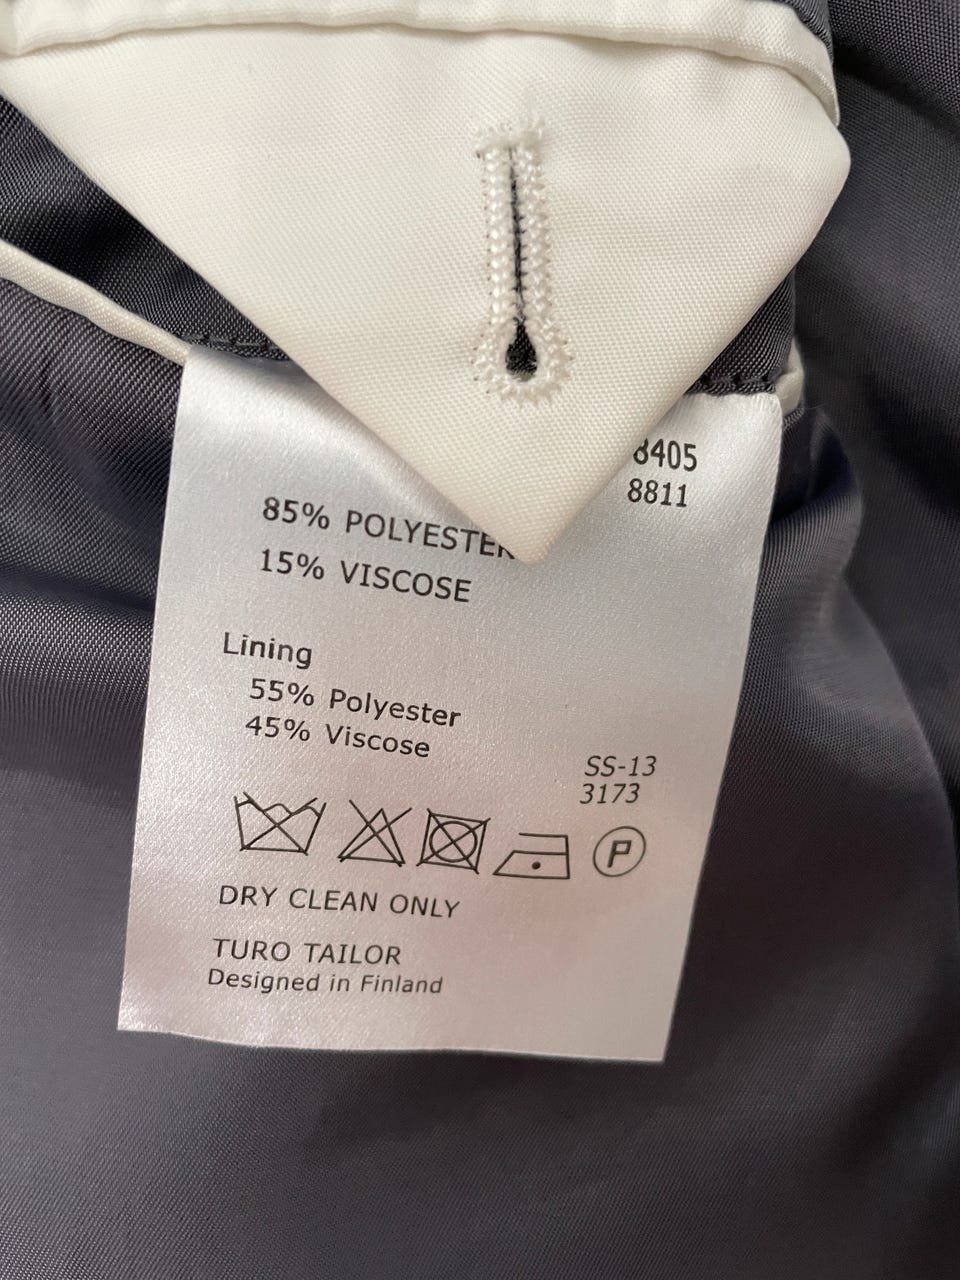 8405
8811
85% POLYESTER
15% VISCOSE
Lining
55% Polyester
45% Viscose
SS-13
3173
P
DRY CLEAN ONLY
TURO TAILOR
Designed in Finland